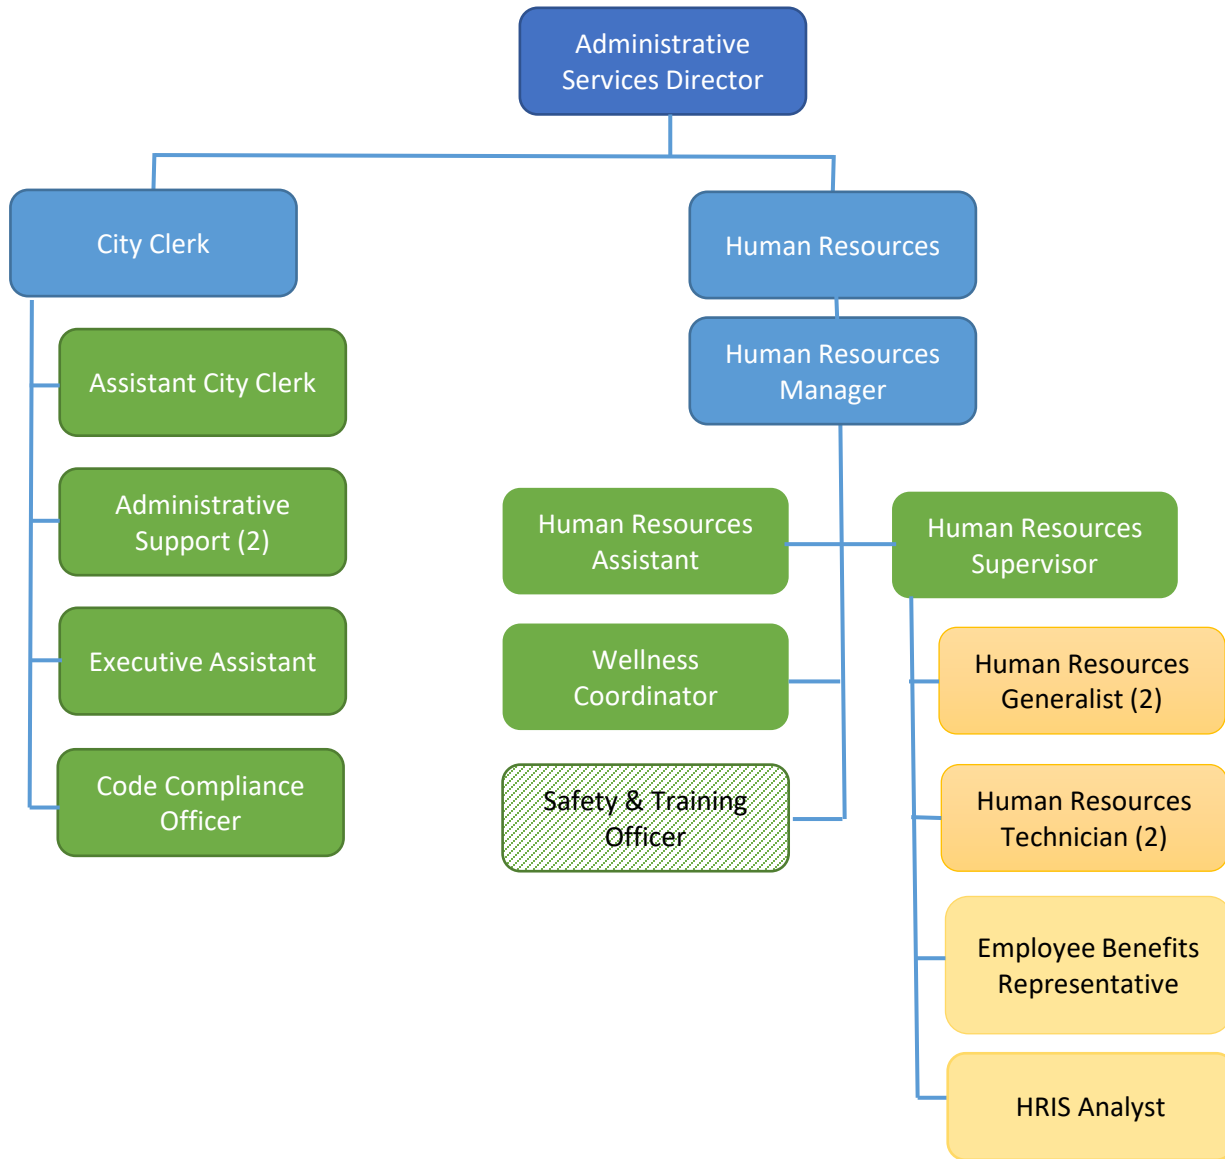 Administrative
Services Director
City Clerk
Human Resources
Assistant City Clerk
Human Resources
Manager
Administrative
Support (2)
Human Resources
Assistant
Human Resources
Supervisor
Executive Assistant
Wellness
Coordinator
Human Resources
Generalist (2)
Code Compliance
Officer
Safety & Training
Officer
Human Resources
Technician (2)
Employee Benefits
Representative
HRIS Analyst